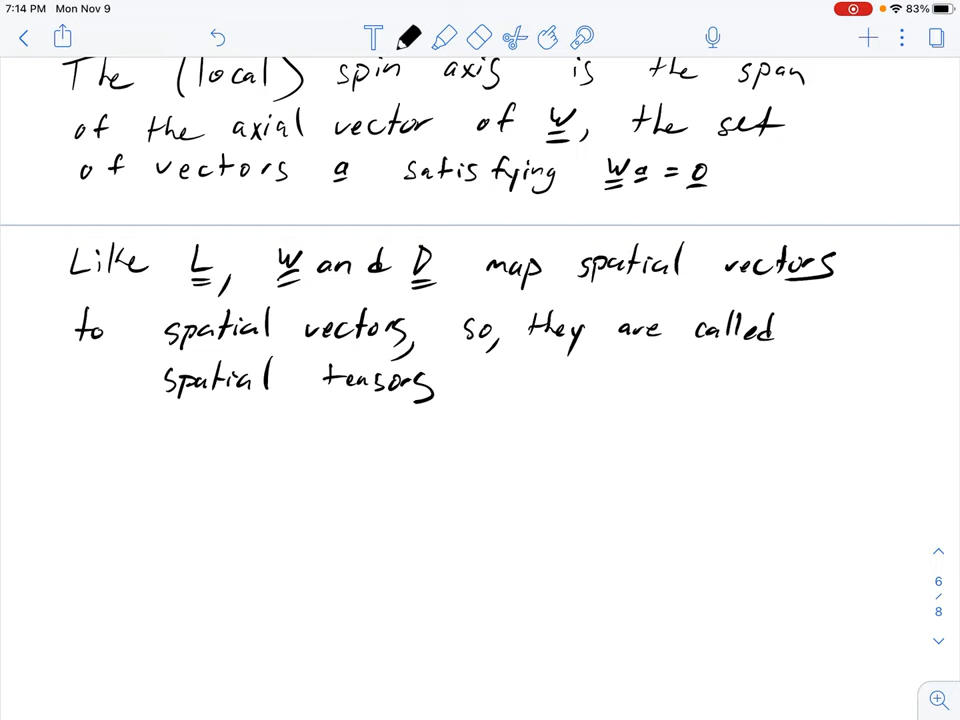 7:14 PM Mon Nov 9
83%
The (local) spin axis is the span
of the axial vector of W, the set
of vectors a satisfying Wa = 0
Like L, W and D map spatial vectors
to spatial vectors, so, they are called
spatial tensors
6
/
8